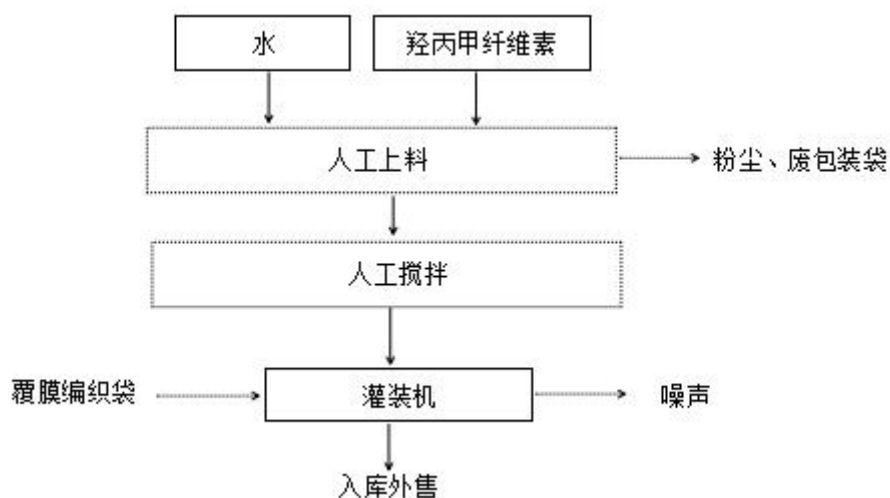 水
羟丙甲纤维素
人工上料
粉尘、废包装袋
人工搅拌
覆膜编织袋
灌装机
噪声
入库外售